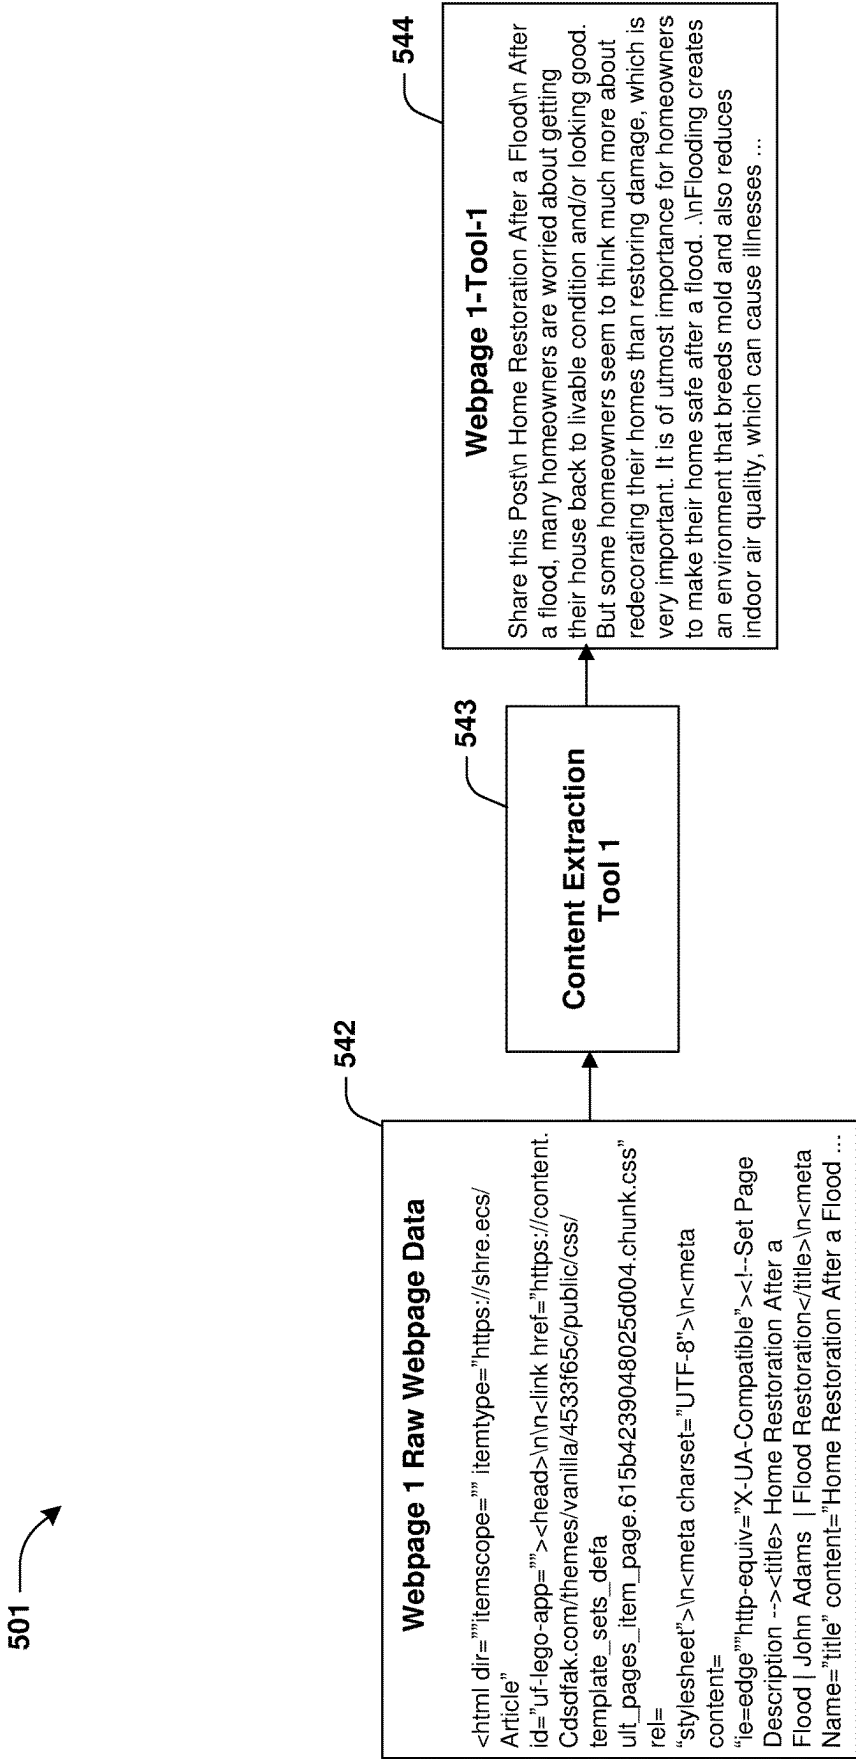 501
542
Webpage 1 Raw Webpage Data
<html dir=””itemscope=”” itemtype=”https://shre.ecs/
Article”
id=”uf-lego-app=””><head>\n\n<link href=”https://content.
Cdsdfak.com/themes/vanilla/4533f65c/public/css/
template_sets_defa
ult_pages_item_page.615b4239048025d004.chunk.css”
rel=
“stylesheet”>\n<meta charset=”UTF-8”>\n<meta
content=
“ie=edge””http-equiv=”X-UA-Compatible”><!--Set Page
Description --><title> Home Restoration After a
Flood | John Adams | Flood Restoration</title>\n<meta
Name=”title” content=”Home Restoration After a Flood ...
543
Content Extraction
Tool 1
544
Webpage 1-Tool-1
Share this Post\n Home Restoration After a Flood\n After
a flood, many homeowners are worried about getting
their house back to livable condition and/or looking good.
But some homeowners seem to think much more about
redecorating their homes than restoring damage, which is
very important. It is of utmost importance for homeowners
to make their home safe after a flood. .\nFlooding creates
an environment that breeds mold and also reduces
indoor air quality, which can cause illnesses ...